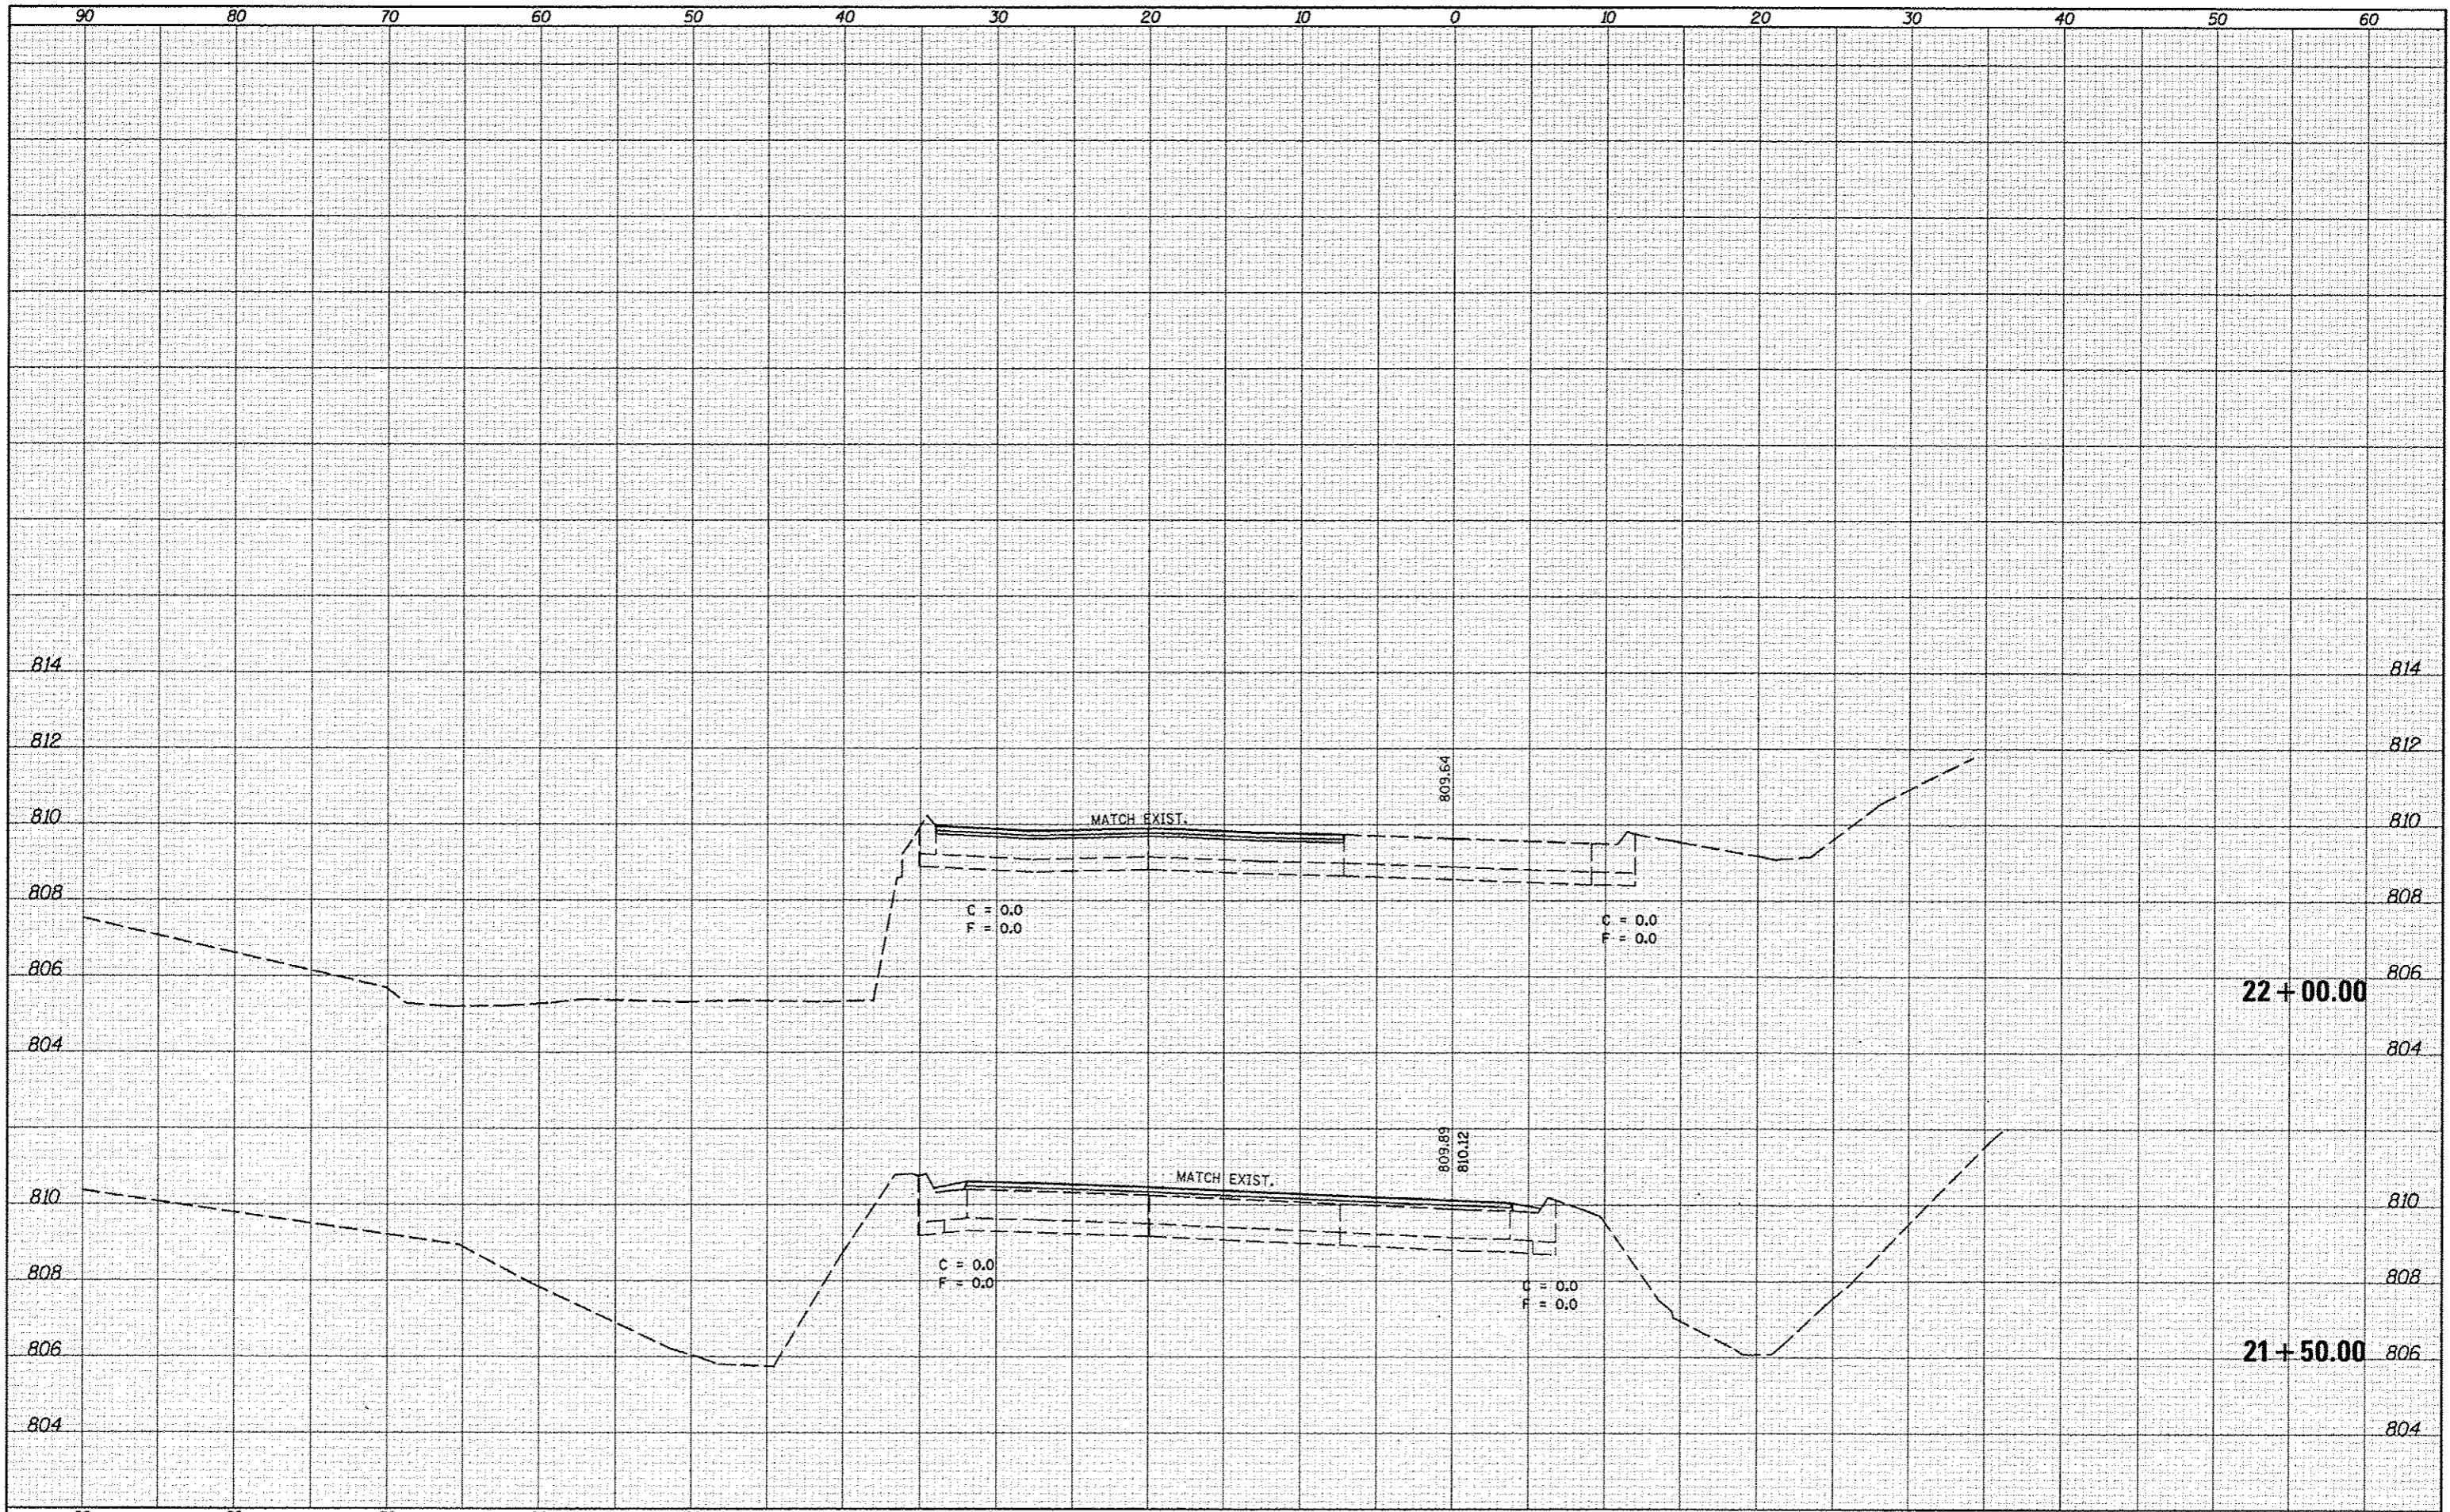 90 80 70 60 50 40 30 20 10 0 10 20 30 40 50 60
814 814
812 812
809.64
810 MATCH EXIST. 810
808 808
C = 0.0 C = 0.0
F = 0.0 F = 0.0
806 806
22+00.00
804 804
809.89
810.12
MATCH EXIST.
810 810
C = 0.0
F = 0.0
808 808
C = 0.0
F = 0.0
806 21+50.00 806
804 804